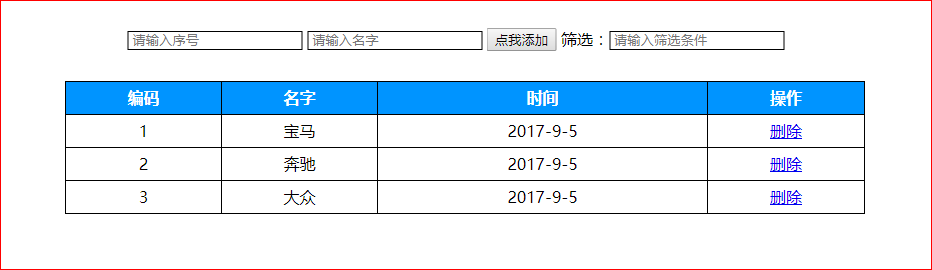 请输入序号 请输入名字 点我添加 筛选：请输入筛选条件
编码 名字 时间 操作
1 宝马 2017-9-5 删除
2 奔驰 2017-9-5 删除
3 大众 2017-9-5 删除